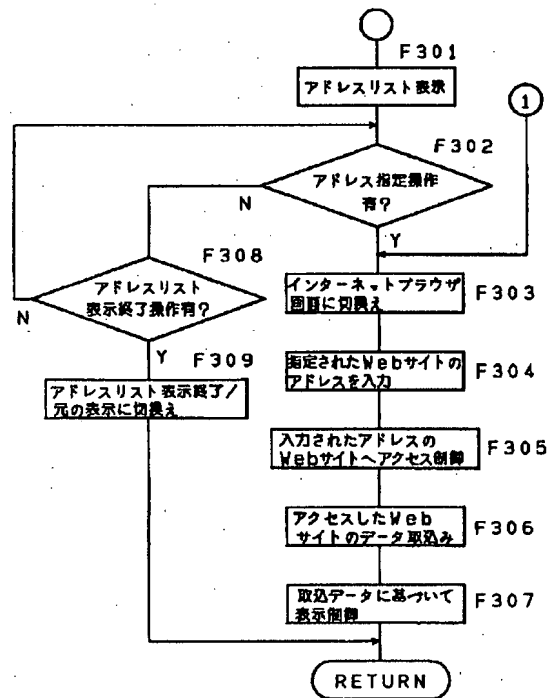 F301
アドレスリスト表示
1
F302
アドレス指定操作
有?
N
Y
F308
アドレスリスト
表示終了操作有?
N
Y
インターネットブラウザ
画面に切換え
F303
F309
アドレスリスト表示終了/
元の表示に切換え
指定されたWebサイトの
アドレスを入力
F304
入力されたアドレスの
Webサイトへアクセス制御
F305
アクセスしたWeb
サイトのデータ取込み
F306
取込データに基づいて
表示制御
F307
RETURN